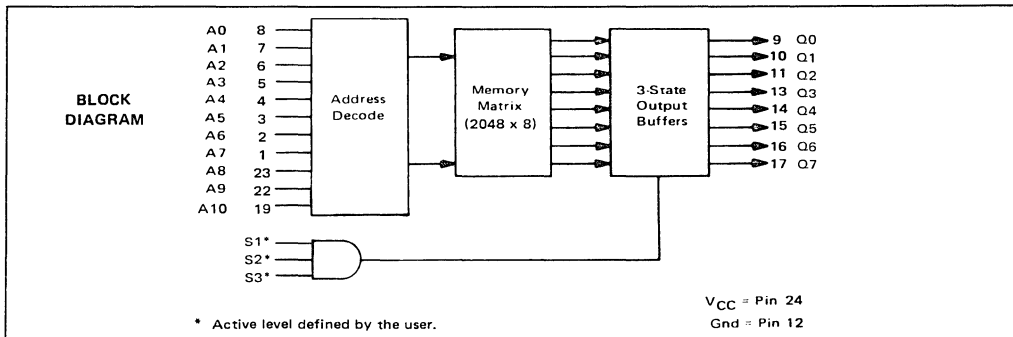 BLOCK
DIAGRAM
A0 8
A1 7
A2 6
A3 5
A4 4
A5 3
A6 2
A7 1
A8 23
A9 22
A10 19
Address
Decode
Memory
Matrix
(2048 x 8)
3-State
Output
Buffers
9 Q0
10 Q1
11 Q2
13 Q3
14 Q4
15 Q5
16 Q6
17 Q7
S1*
S2*
S3*
* Active level defined by the user.
VCC = Pin 24
Gnd = Pin 12